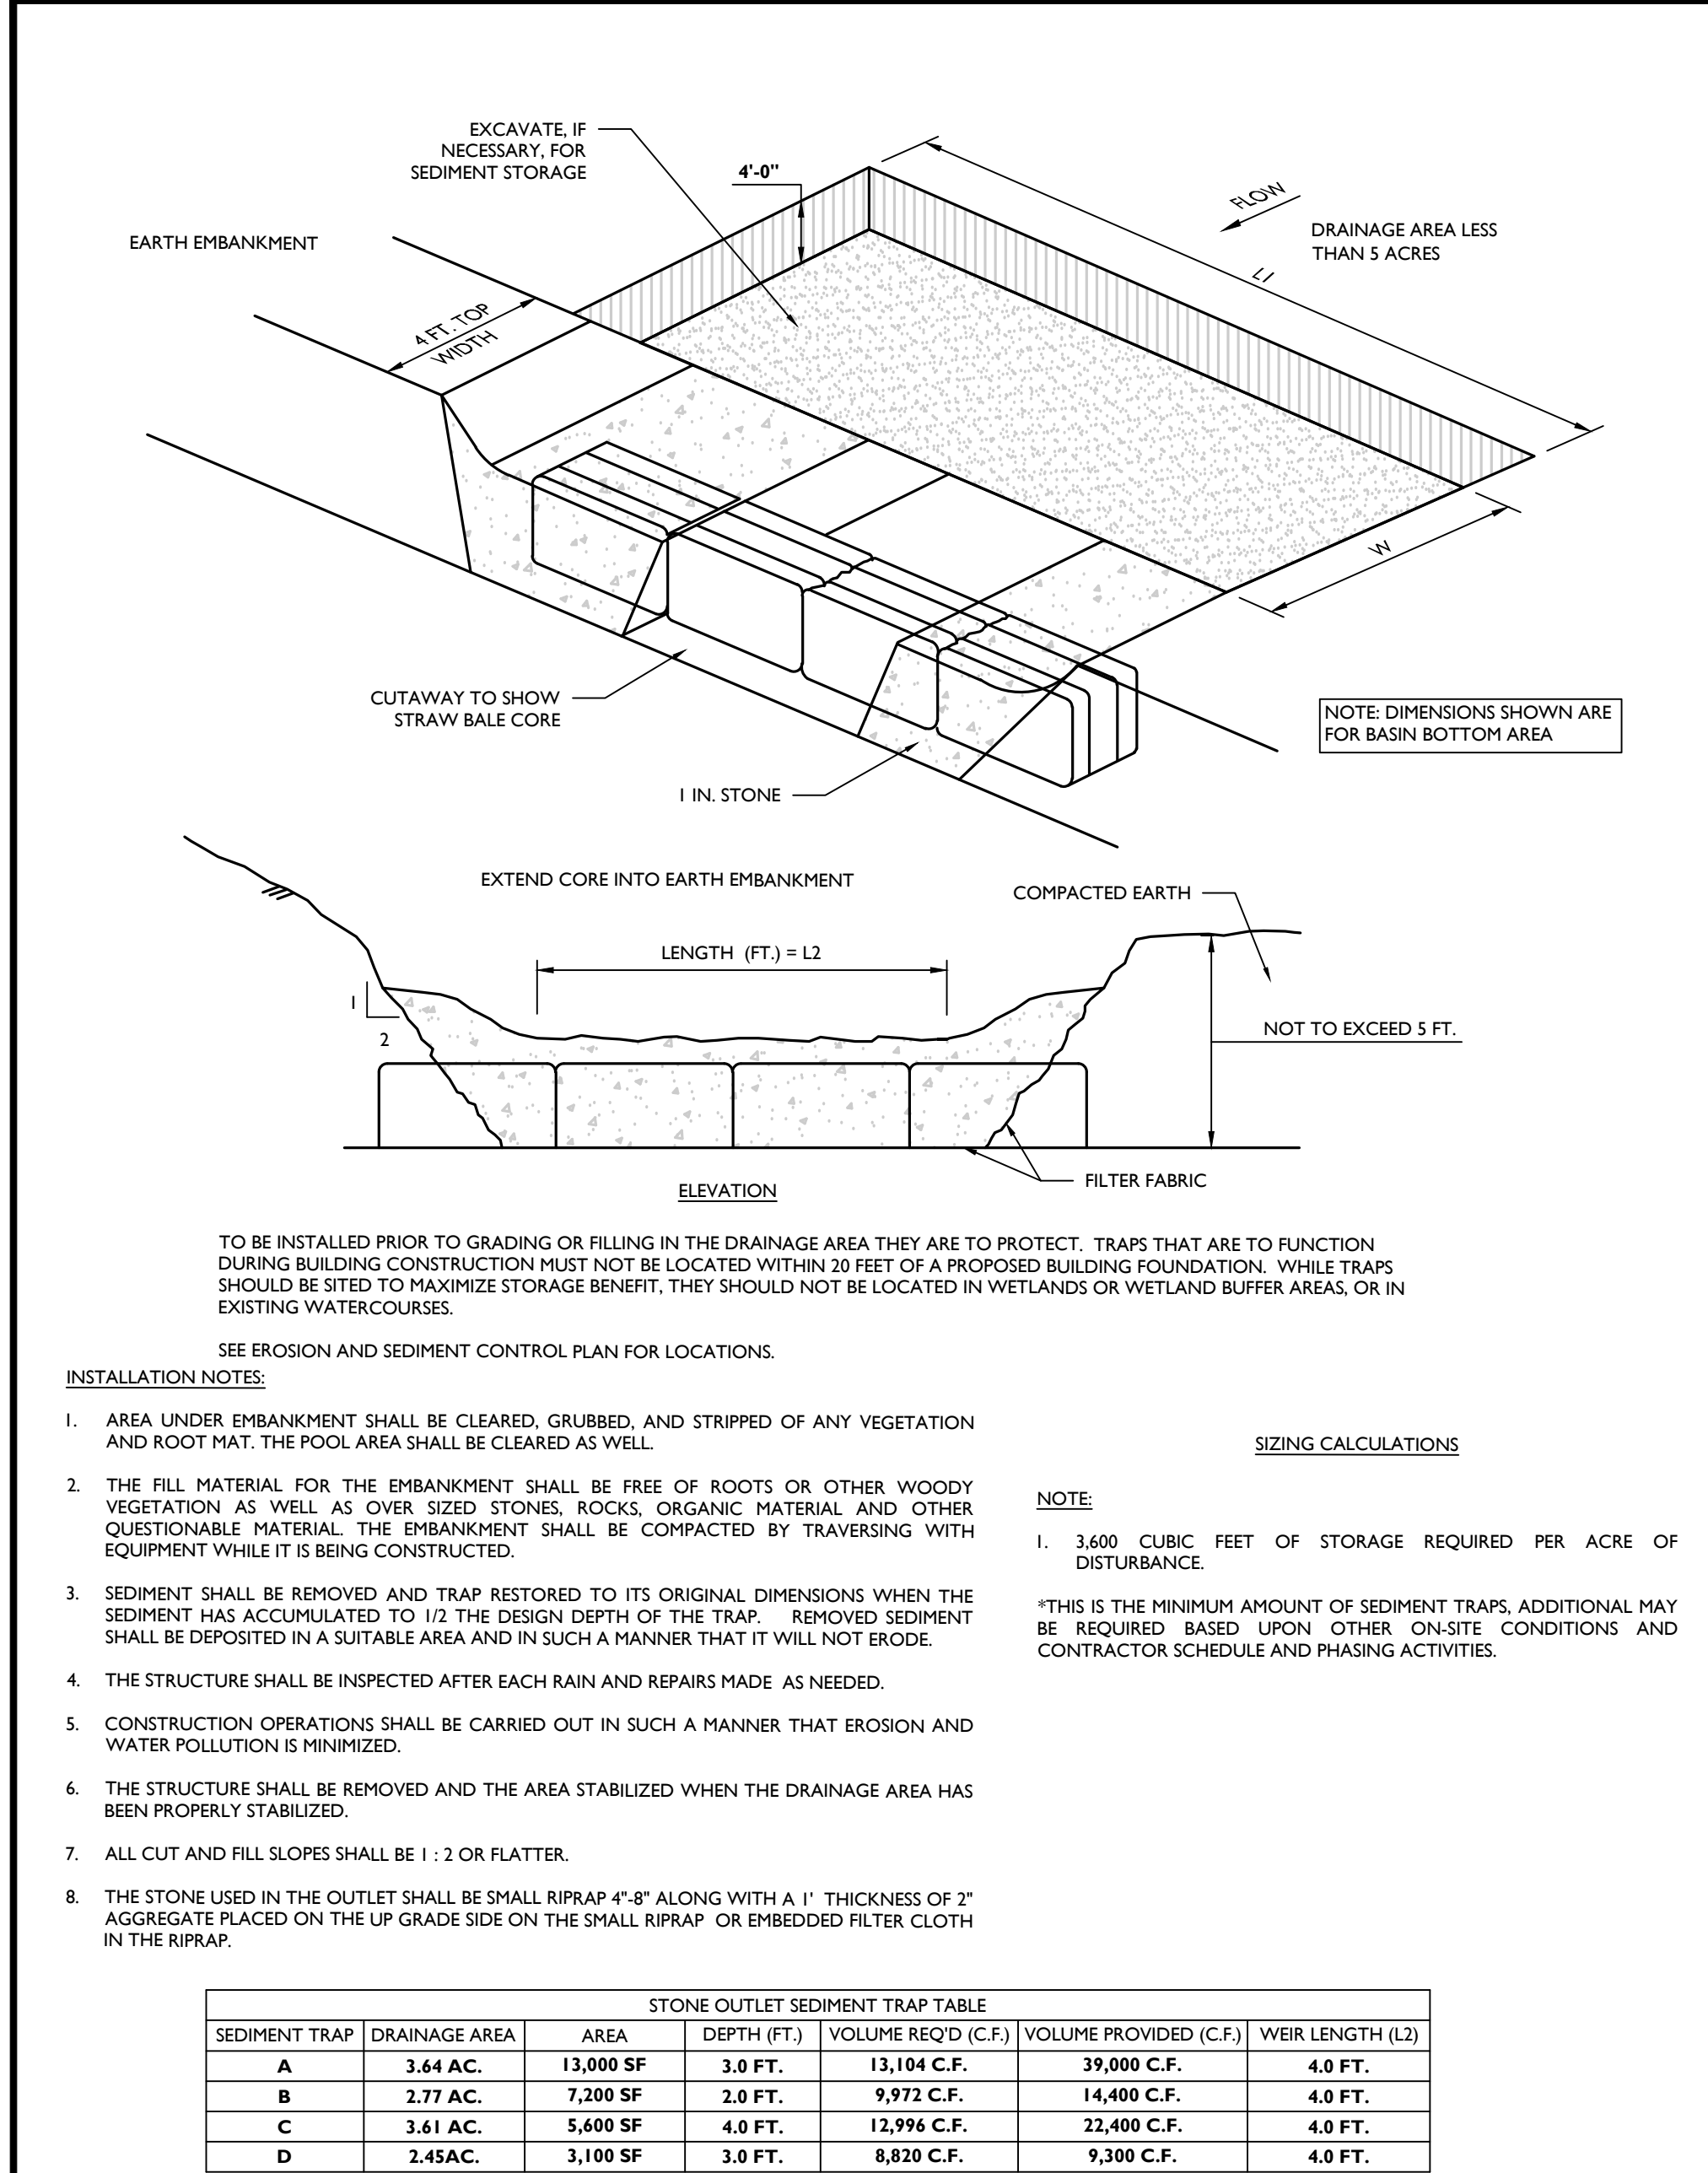 EXCAVATE, IF
NECESSARY, FOR
SEDIMENT STORAGE
4'-0"
FLOW
DRAINAGE AREA LESS
THAN 5 ACRES
L1
EARTH EMBANKMENT
4 FT. TOP
WIDTH
W
CUTAWAY TO SHOW
STRAW BALE CORE
1 IN. STONE
NOTE: DIMENSIONS SHOWN ARE
FOR BASIN BOTTOM AREA
EXTEND CORE INTO EARTH EMBANKMENT
COMPACTED EARTH
LENGTH (FT.) = L2
1
2
NOT TO EXCEED 5 FT.
FILTER FABRIC
ELEVATION
TO BE INSTALLED PRIOR TO GRADING OR FILLING IN THE DRAINAGE AREA THEY ARE TO PROTECT. TRAPS THAT ARE TO FUNCTION
DURING BUILDING CONSTRUCTION MUST NOT BE LOCATED WITHIN 20 FEET OF A PROPOSED BUILDING FOUNDATION. WHILE TRAPS
SHOULD BE SITED TO MAXIMIZE STORAGE BENEFIT, THEY SHOULD NOT BE LOCATED IN WETLANDS OR WETLAND BUFFER AREAS, OR IN
EXISTING WATERCOURSES.
SEE EROSION AND SEDIMENT CONTROL PLAN FOR LOCATIONS.
INSTALLATION NOTES:
1. AREA UNDER EMBANKMENT SHALL BE CLEARED, GRUBBED, AND STRIPPED OF ANY VEGETATION
AND ROOT MAT. THE POOL AREA SHALL BE CLEARED AS WELL.
2. THE FILL MATERIAL FOR THE EMBANKMENT SHALL BE FREE OF ROOTS OR OTHER WOODY
VEGETATION AS WELL AS OVER SIZED STONES, ROCKS, ORGANIC MATERIAL AND OTHER
QUESTIONABLE MATERIAL. THE EMBANKMENT SHALL BE COMPACTED BY TRAVERSING WITH
EQUIPMENT WHILE IT IS BEING CONSTRUCTED.
3. SEDIMENT SHALL BE REMOVED AND TRAP RESTORED TO ITS ORIGINAL DIMENSIONS WHEN THE
SEDIMENT HAS ACCUMULATED TO 1/2 THE DESIGN DEPTH OF THE TRAP. REMOVED SEDIMENT
SHALL BE DEPOSITED IN A SUITABLE AREA AND IN SUCH A MANNER THAT IT WILL NOT ERODE.
4. THE STRUCTURE SHALL BE INSPECTED AFTER EACH RAIN AND REPAIRS MADE AS NEEDED.
5. CONSTRUCTION OPERATIONS SHALL BE CARRIED OUT IN SUCH A MANNER THAT EROSION AND
WATER POLLUTION IS MINIMIZED.
6. THE STRUCTURE SHALL BE REMOVED AND THE AREA STABILIZED WHEN THE DRAINAGE AREA HAS
BEEN PROPERLY STABILIZED.
7. ALL CUT AND FILL SLOPES SHALL BE 1 : 2 OR FLATTER.
8. THE STONE USED IN THE OUTLET SHALL BE SMALL RIPRAP 4"-8" ALONG WITH A 1' THICKNESS OF 2"
AGGREGATE PLACED ON THE UP GRADE SIDE ON THE SMALL RIPRAP OR EMBEDDED FILTER CLOTH
IN THE RIPRAP.
SIZING CALCULATIONS
NOTE:
1. 3,600 CUBIC FEET OF STORAGE REQUIRED PER ACRE OF
DISTURBANCE.
*THIS IS THE MINIMUM AMOUNT OF SEDIMENT TRAPS, ADDITIONAL MAY
BE REQUIRED BASED UPON OTHER ON-SITE CONDITIONS AND
CONTRACTOR SCHEDULE AND PHASING ACTIVITIES.
STONE OUTLET SEDIMENT TRAP TABLE
SEDIMENT TRAP DRAINAGE AREA AREA DEPTH (FT.) VOLUME REQ'D (C.F.) VOLUME PROVIDED (C.F.) WEIR LENGTH (L2)
A 3.64 AC. 13,000 SF 3.0 FT. 13,104 C.F. 39,000 C.F. 4.0 FT.
B 2.77 AC. 7,200 SF 2.0 FT. 9,972 C.F. 14,400 C.F. 4.0 FT.
C 3.61 AC. 5,600 SF 4.0 FT. 12,996 C.F. 22,400 C.F. 4.0 FT.
D 2.45AC. 3,100 SF 3.0 FT. 8,820 C.F. 9,300 C.F. 4.0 FT.